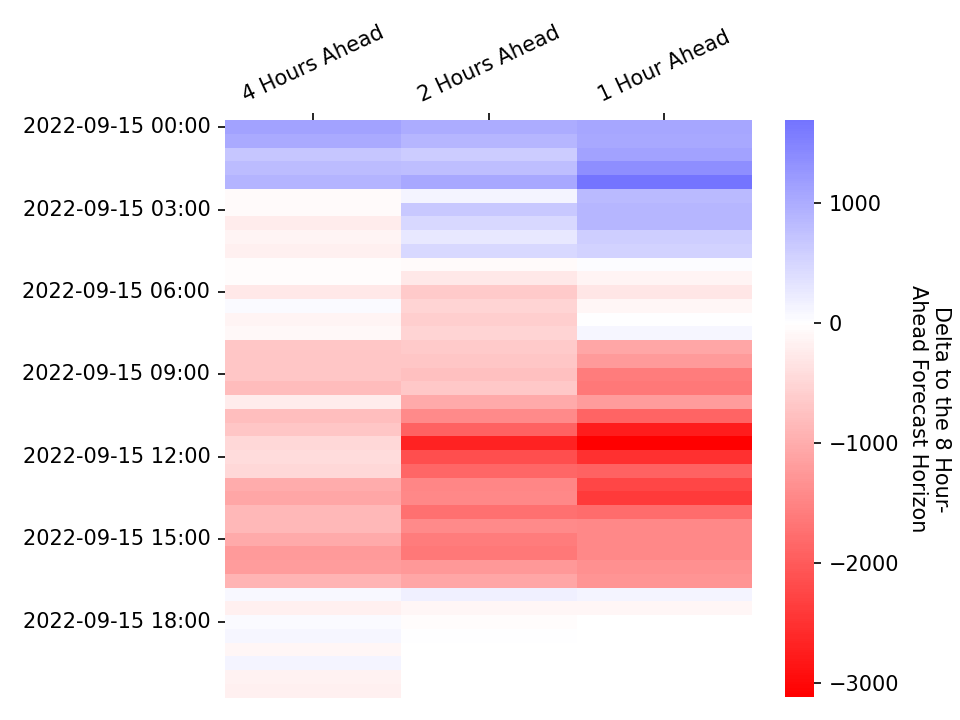 4 Hours Ahead
2 Hours Ahead
1 Hour Ahead
2022-09-15 00:00
2022-09-15 03:00
2022-09-15 06:00
2022-09-15 09:00
2022-09-15 12:00
2022-09-15 15:00
2022-09-15 18:00
1000
0
−1000
−2000
−3000
Delta to the 8 Hour-
Ahead Forecast Horizon